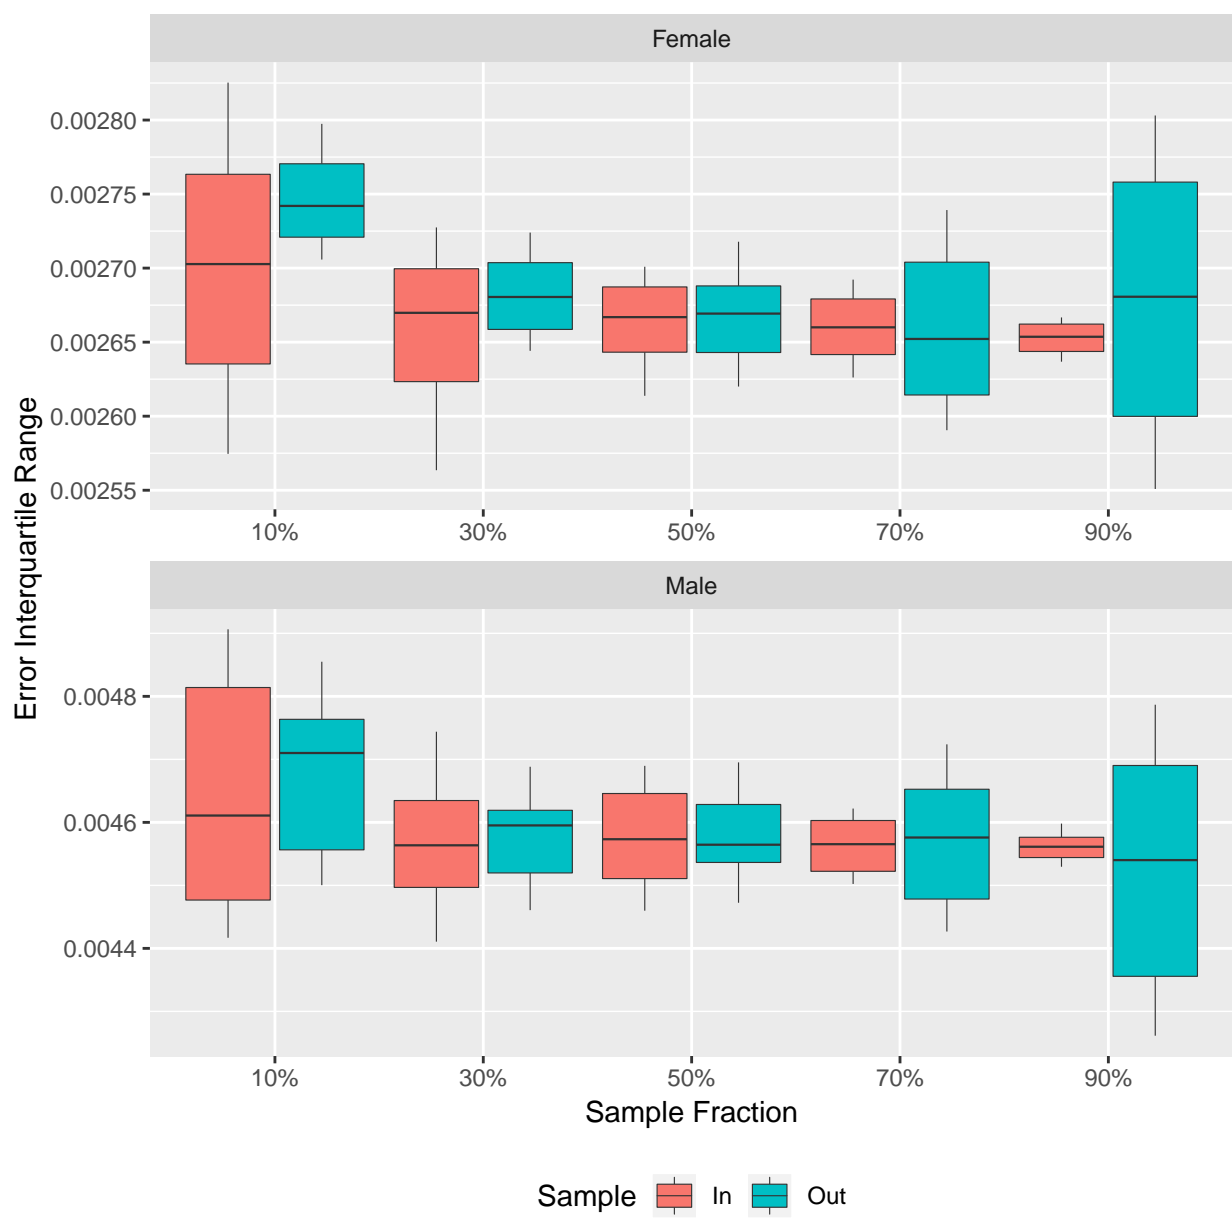 Female
0.00280
0.00275
0.00270
0.00265
0.00260
0.00255
10% 30% 50% 70% 90%
Error Interquartile Range
Male
0.0048
0.0046
0.0044
10% 30% 50% 70% 90%
Sample Fraction
Sample In Out